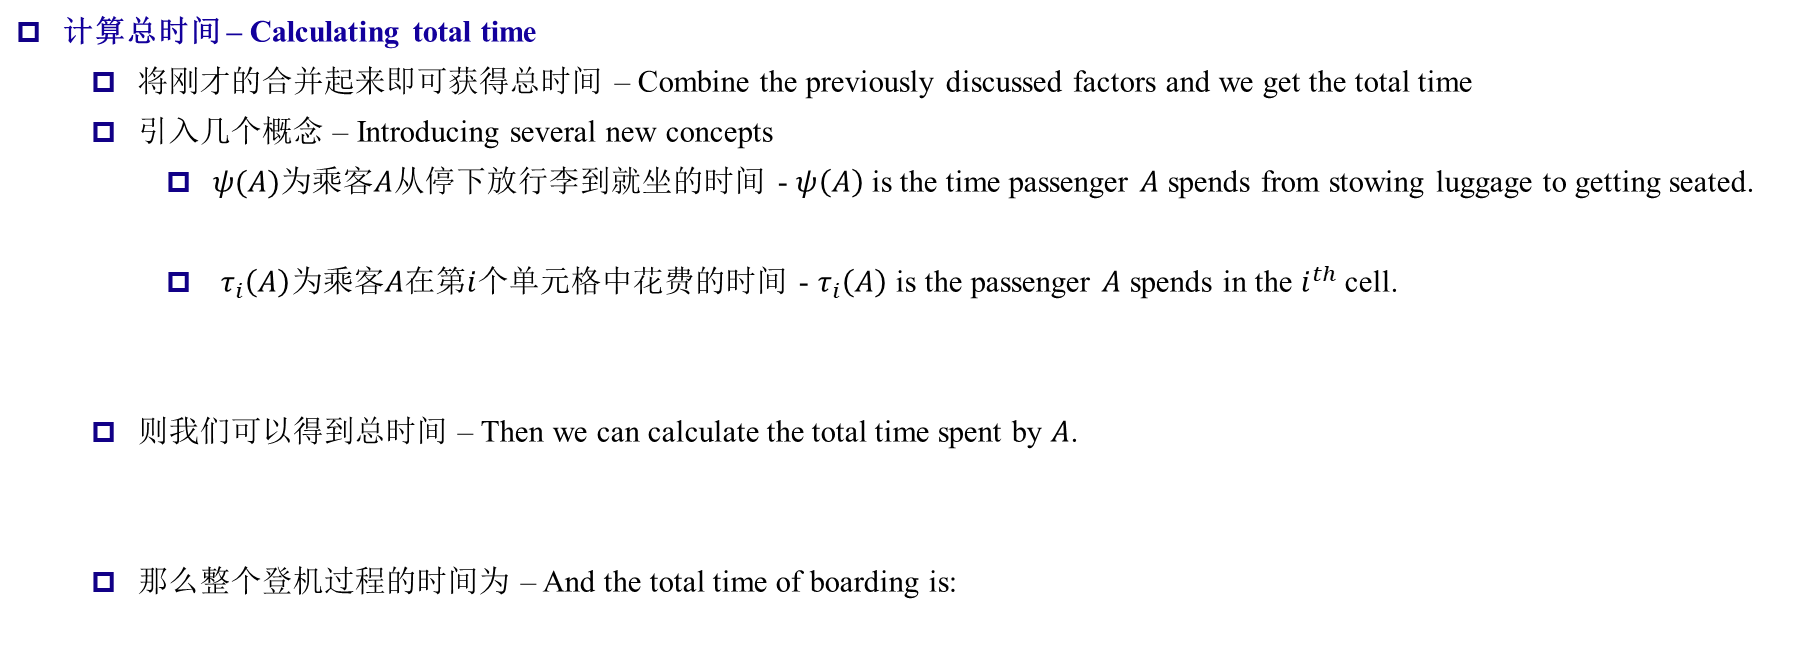 计算总时间 – Calculating total time
将刚才的合并起来即可获得总时间 – Combine the previously discussed factors and we get the total time
引入几个概念 – Introducing several new concepts
ψ(A)为乘客A从停下放行李到就坐的时间 - ψ(A) is the time passenger A spends from stowing luggage to getting seated.
τᵢ(A)为乘客A在第i个单元格中花费的时间 - τᵢ(A) is the passenger A spends in the iᵗʰ cell.
则我们可以得到总时间 – Then we can calculate the total time spent by A.
那么整个登机过程的时间为 – And the total time of boarding is: